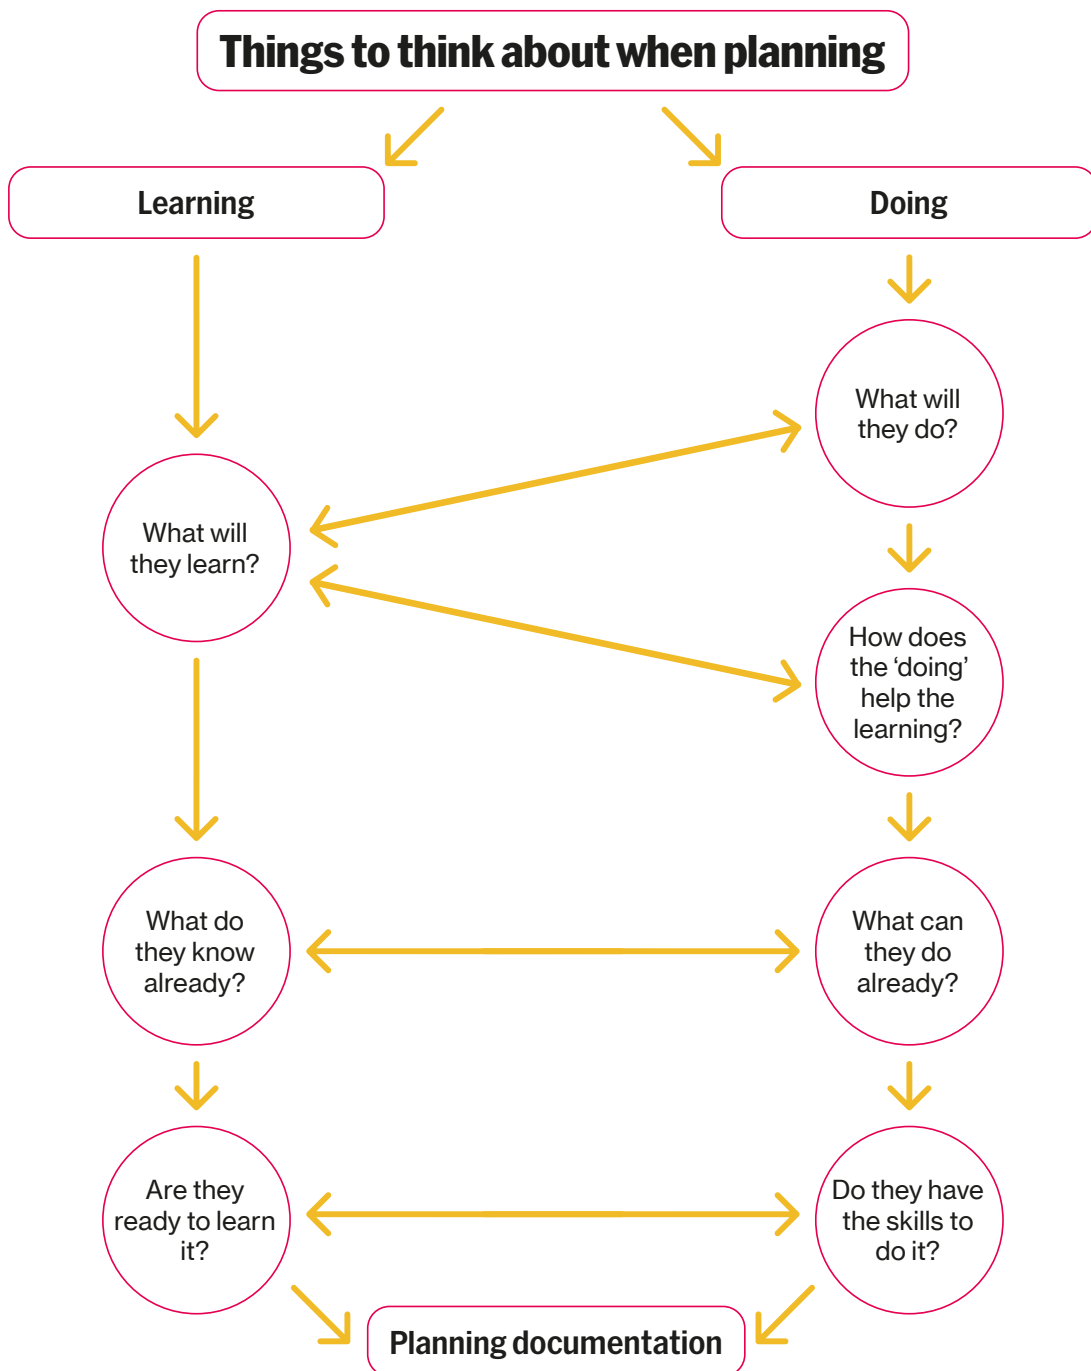 Things to think about when planning
Learning
Doing
What will
they do?
What will
they learn?
How does
the ‘doing’
help the
learning?
What do
they know
already?
What can
they do
already?
Are they
ready to learn
it?
Do they have
the skills to
do it?
Planning documentation